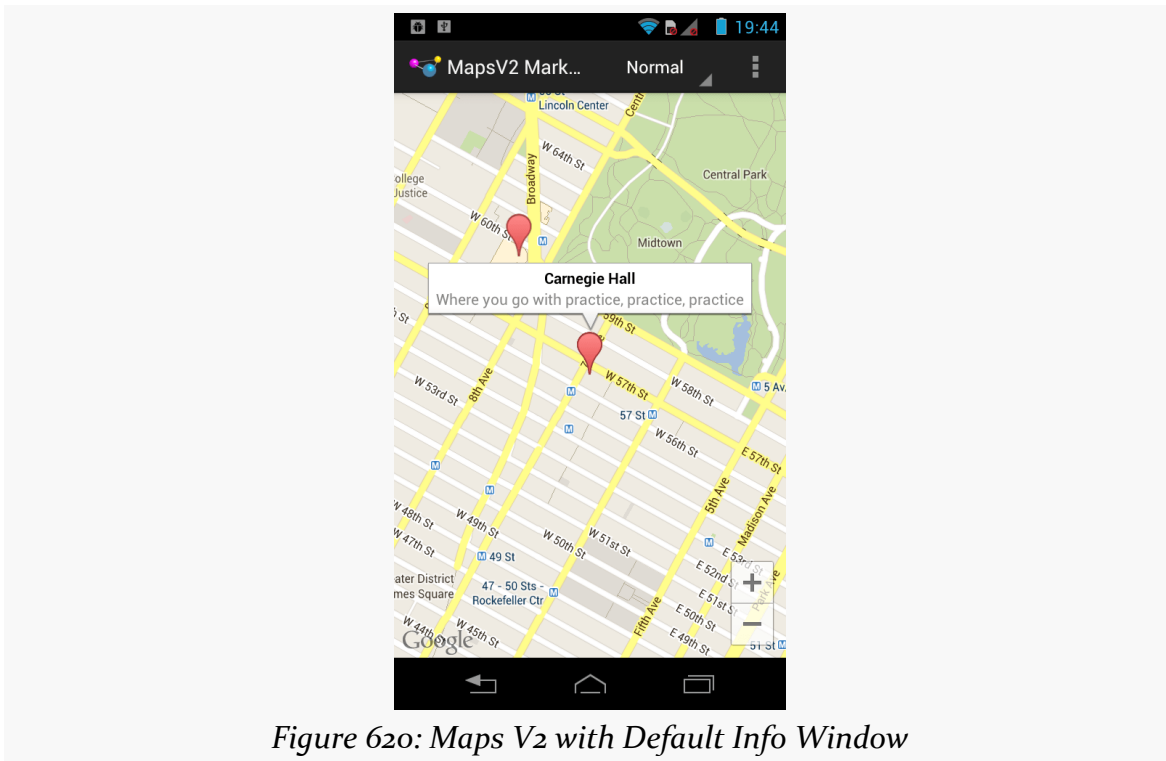 19:44
MapsV2 Mark...
Normal
Lincoln Center
W 64th St
Broadway
Central Park
ollege
Justice
W 60th St
Midtown
Carnegie Hall
Where you go with practice, practice, practice
59th St
W 57th St
W 58th St
W 53rd St
8th Ave
M 5 Av.
57 St M
W 56th St
E 57th St
5th Ave
Madison Ave
W 48th St
W 49th St
W 47th St
W 50th St
W 51st St
M 49 St
E 53rd St
E 52nd St
ater District
mes Square
47 - 50 Sts -
Rockefeller Ctr
E 51st St
Park Ave
E 50th St
Fifth Ave
W 44th
W 45th St
E 49th St
51 St M
Google
Figure 620: Maps V2 with Default Info Window